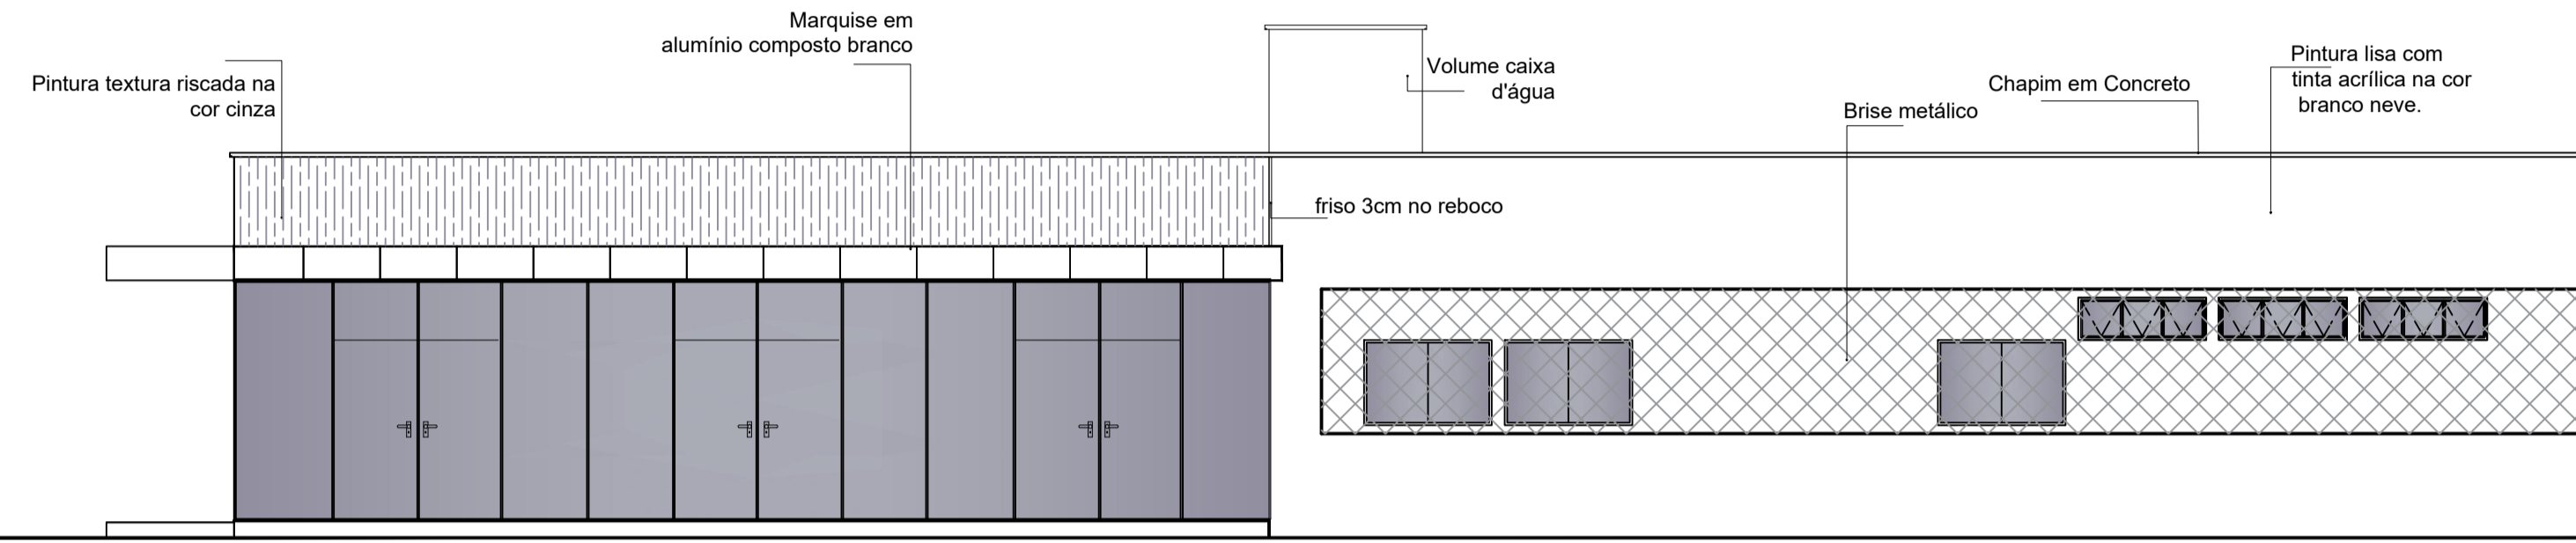 Marquise em
alumínio composto branco
Pintura textura riscada na
cor cinza
Volume caixa
d'água
Pintura lisa com
tinta acrílica na cor
branco neve.
Chapim em Concreto
Brise metálico
friso 3cm no reboco